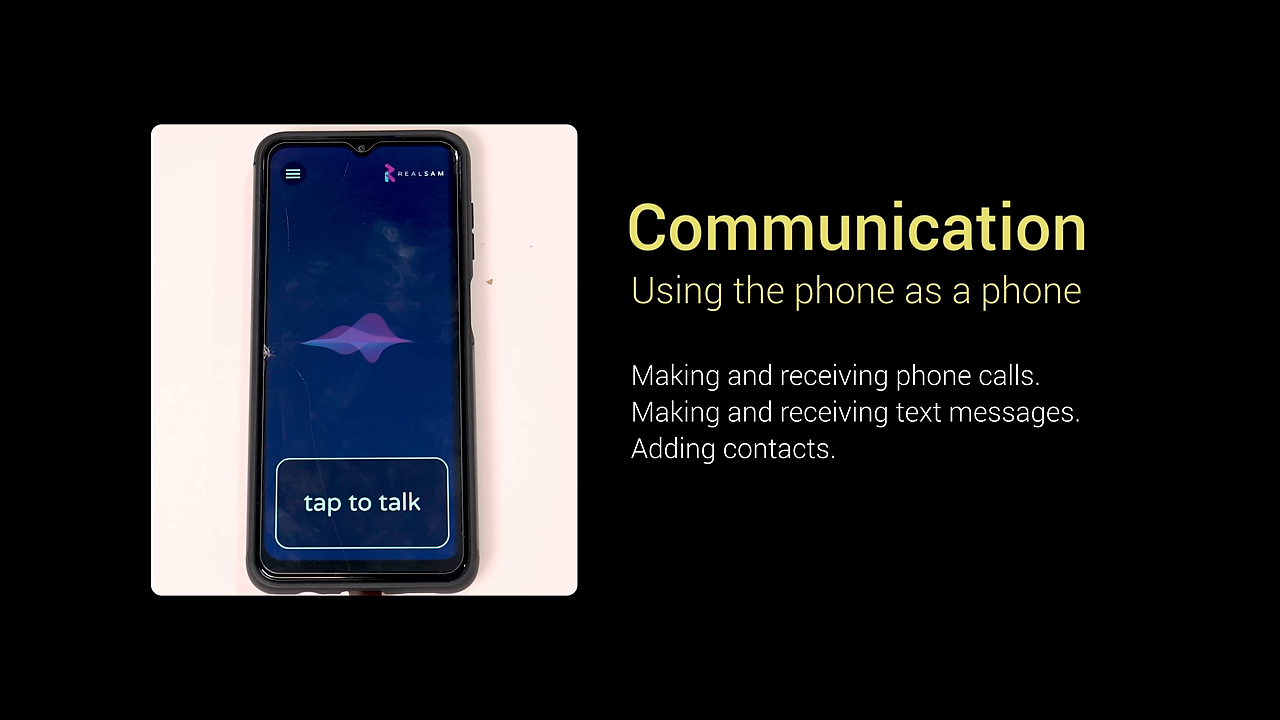 REALSAM
tap to talk
Communication
Using the phone as a phone
Making and receiving phone calls.
Making and receiving text messages.
Adding contacts.